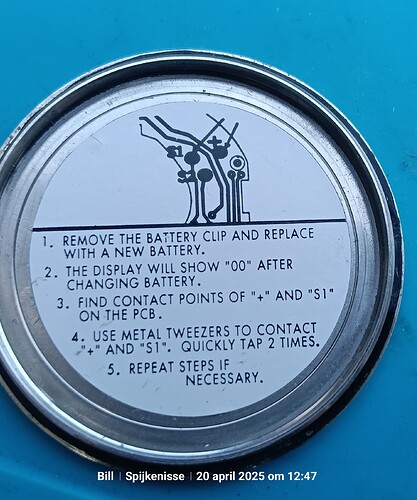 S1
+
S2
1. REMOVE THE BATTERY CLIP AND REPLACE
WITH A NEW BATTERY.
2. THE DISPLAY WILL SHOW "00" AFTER
CHANGING BATTERY.
3. FIND CONTACT POINTS OF "+" AND "S1"
ON THE PCB.
4. USE METAL TWEEZERS TO CONTACT
"+" AND "S1". QUICKLY TAP 2 TIMES.
5. REPEAT STEPS IF
NECESSARY.
Bill | Spijkenisse | 20 april 2025 om 12:47